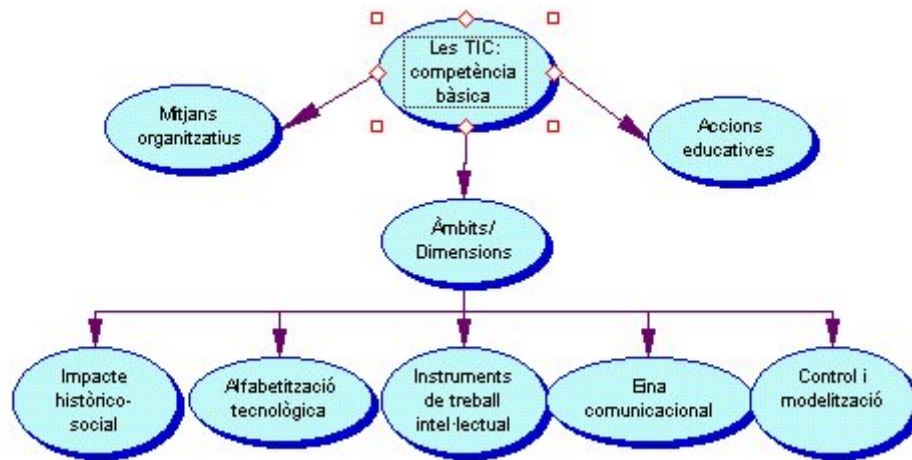 Les TIC:
competència
bàsica
Mitjans
organitzatius
Accions
educatives
Àmbits/
Dimensions
Impacte
històrico-
social
Alfabetització
tecnològica
Instruments
de treball
intel·lectual
Eina
comunicacional
Control i
modelització